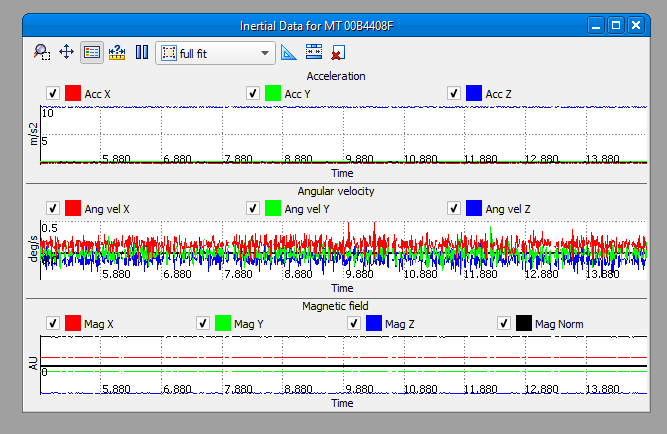 Inertial Data for MT 00B4408F
full fit
Acceleration
Acc X Acc Y Acc Z
10
5
m/s2
5,880 6,880 7,880 8,880 9,880 10,880 11,880 12,880 13,880
Time
Angular velocity
Ang vel X Ang vel Y Ang vel Z
0.5
deg/s
5,880 6,880 7,880 8,880 9,880 10,880 11,880 12,880 13,880
Time
Magnetic field
Mag X Mag Y Mag Z Mag Norm
AU
0
5,880 6,880 7,880 8,880 9,880 10,880 11,880 12,880 13,880
Time